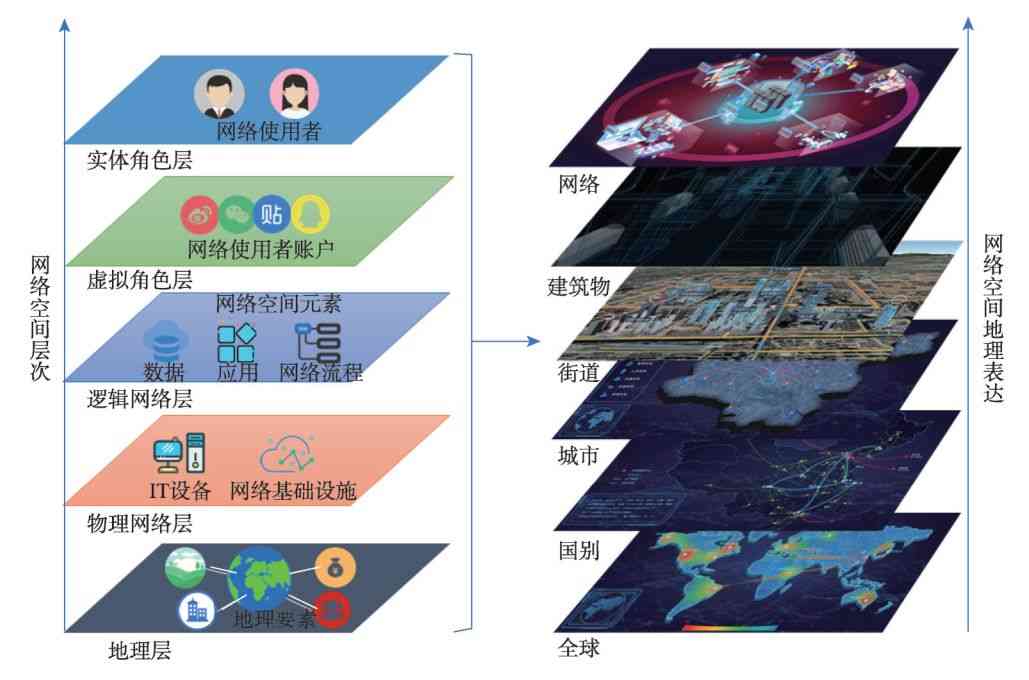 网络空间层次
网络使用者
实体角色层
贴
网络使用者账户
虚拟角色层
网络空间元素
数据
应用
网络流程
逻辑网络层
IT设备
网络基础设施
物理网络层
地理要素
地理层
网络
建筑物
街道
城市
国别
全球
网络空间地理表达